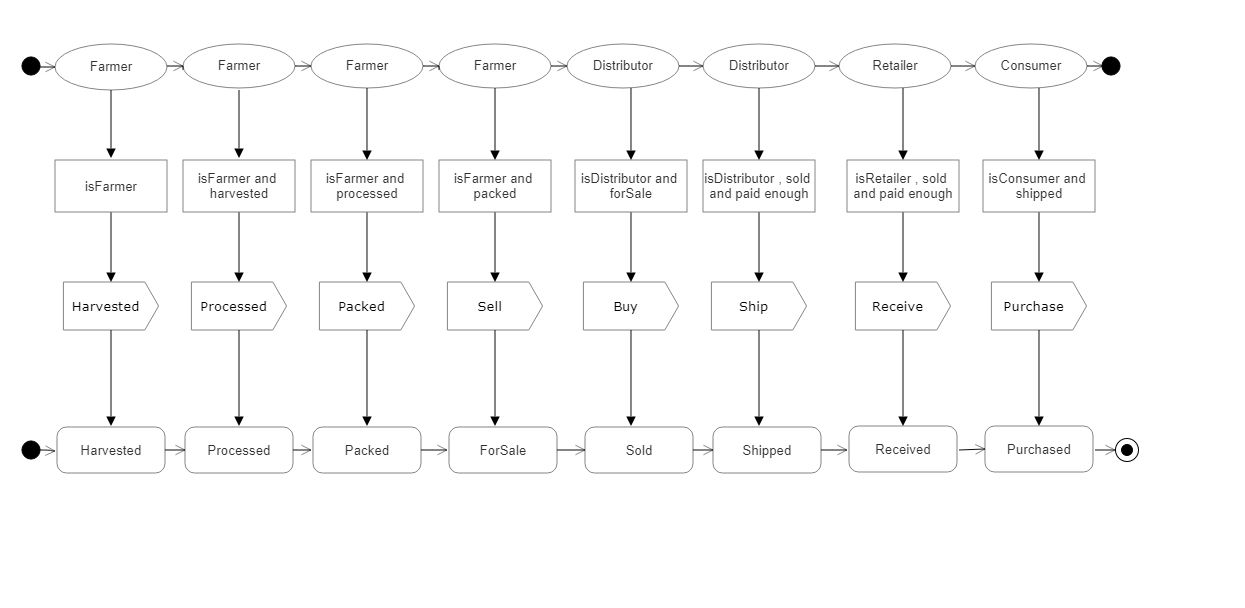 Farmer
Farmer
Farmer
Farmer
Distributor
Distributor
Retailer
Consumer
isFarmer
isFarmer and
harvested
isFarmer and
processed
isFarmer and
packed
isDistributor and
forSale
isDistributor , sold
and paid enough
isRetailer , sold
and paid enough
isConsumer and
shipped
Harvested
Processed
Packed
Sell
Buy
Ship
Receive
Purchase
Harvested
Processed
Packed
ForSale
Sold
Shipped
Received
Purchased